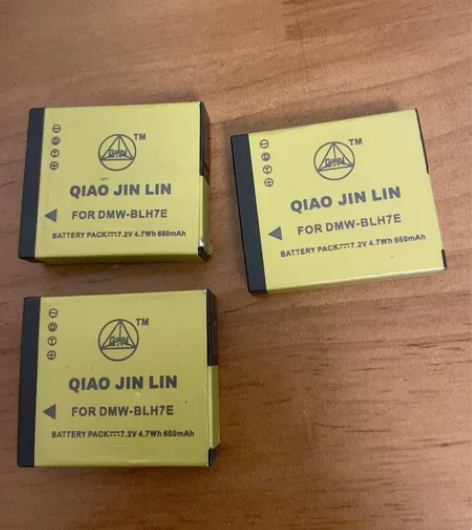 TM
QIAO JIN LIN
FOR DMW-BLH7E
BATTERY PACK 7.2V 4.7Wh 650mAh
TM
QIAO JIN LIN
FOR DMW-BLH7E
BATTERY PACK 7.2V 4.7Wh 650mAh
TM
QIAO JIN LIN
FOR DMW-BLH7E
BATTERY PACK 7.2V 4.7Wh 650mAh